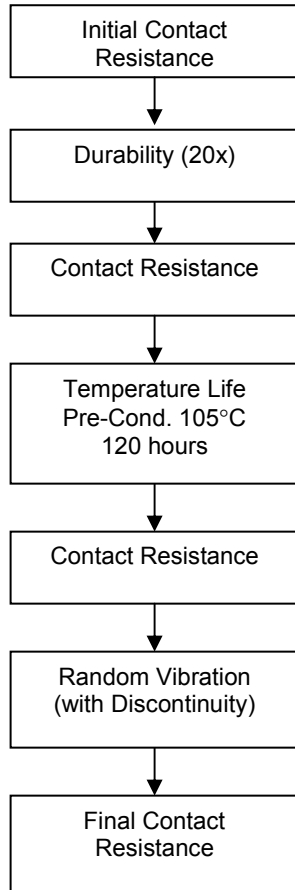 Initial Contact
Resistance
Durability (20x)
Contact Resistance
Temperature Life
Pre-Cond. 105°C
120 hours
Contact Resistance
Random Vibration
(with Discontinuity)
Final Contact
Resistance